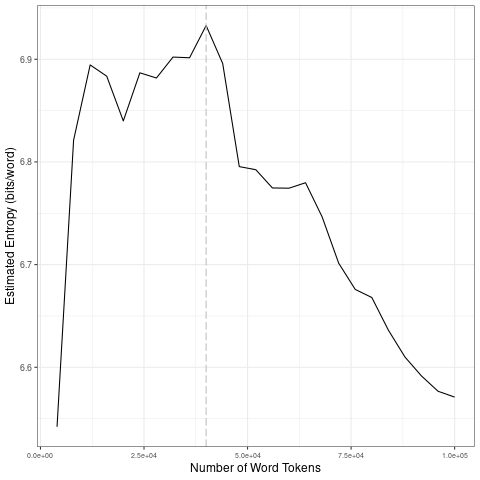 Estimated Entropy (bits/word)
6.9
6.8
6.7
6.6
0.0e+00 2.5e+04 5.0e+04 7.5e+04 1.0e+05
Number of Word Tokens